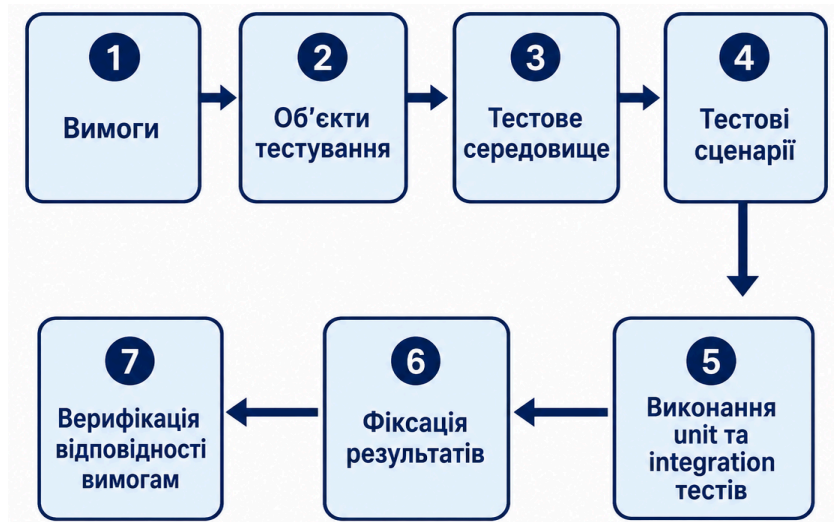 1
Вимоги
2
Об’єкти
тестування
3
Тестове
середовище
4
Тестові
сценарії
5
Виконання
unit та
integration
тестів
6
Фіксація
результатів
7
Верифікація
відповідності
вимогам